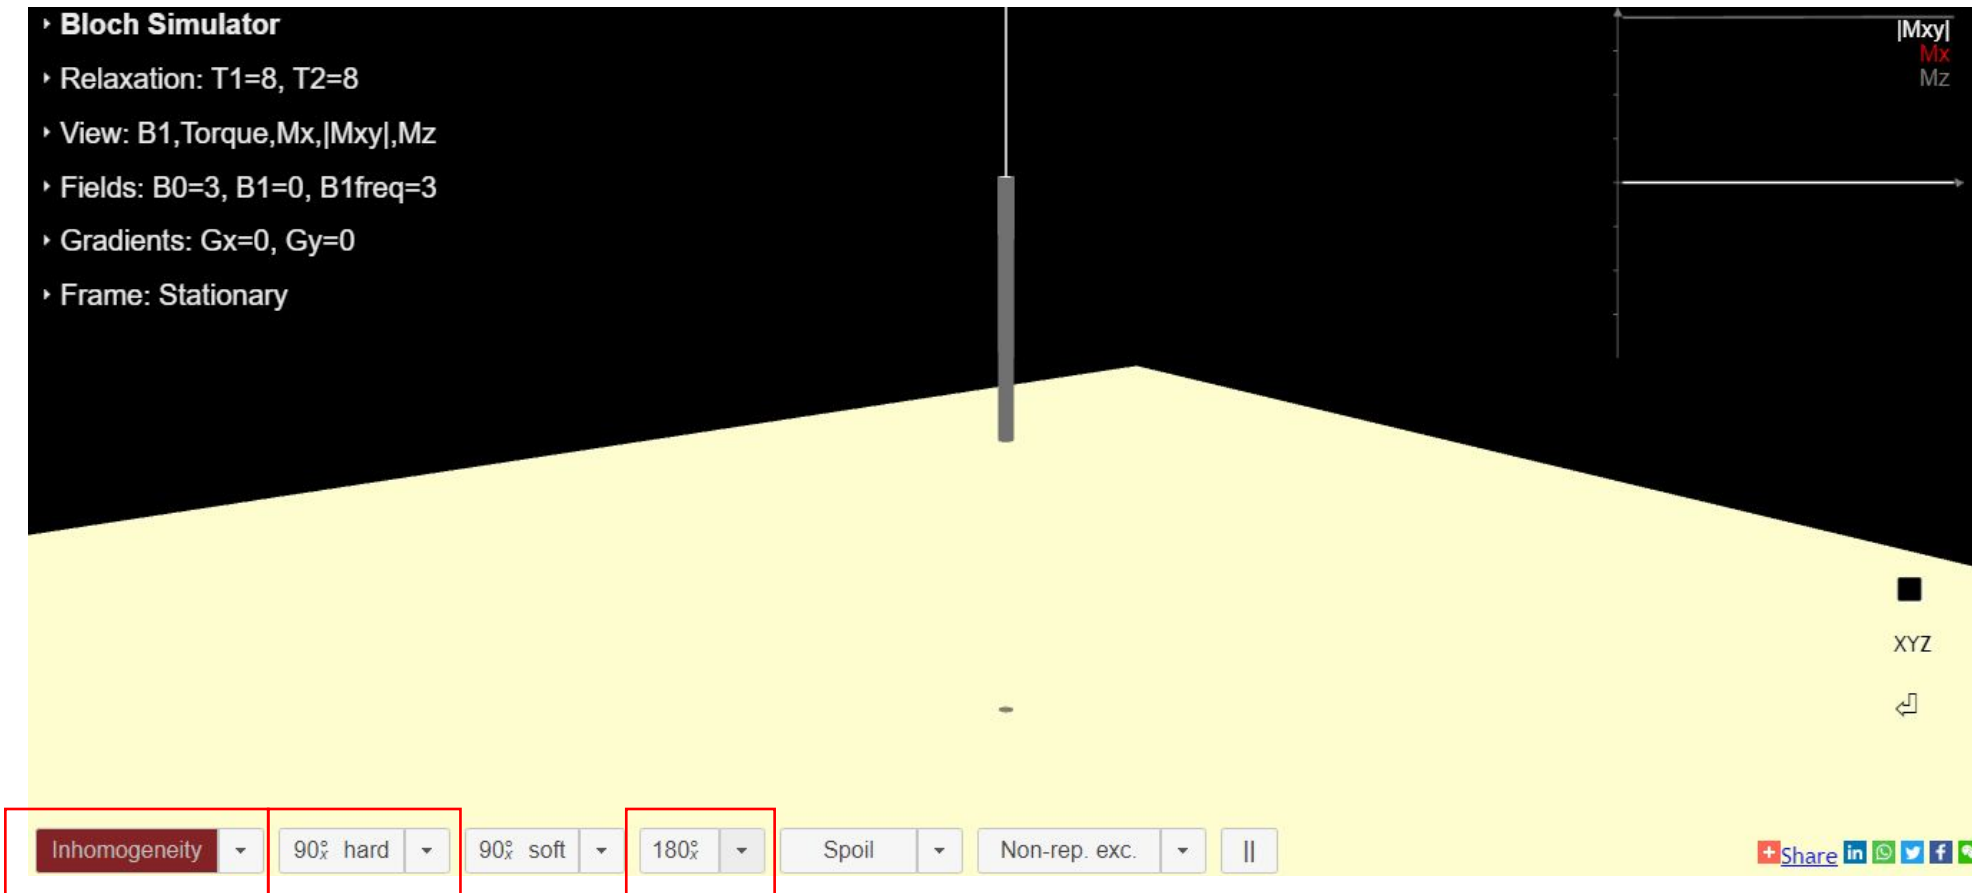 Bloch Simulator
Relaxation: T1=8, T2=8
View: B1,Torque,Mx,|Mxy|,Mz
Fields: B0=3, B1=0, B1freq=3
Gradients: Gx=0, Gy=0
Frame: Stationary
|Mxy|
Mx
Mz
XYZ
Inhomogeneity
90°x hard
90°x soft
180°x
Spoil
Non-rep. exc.
||
Share